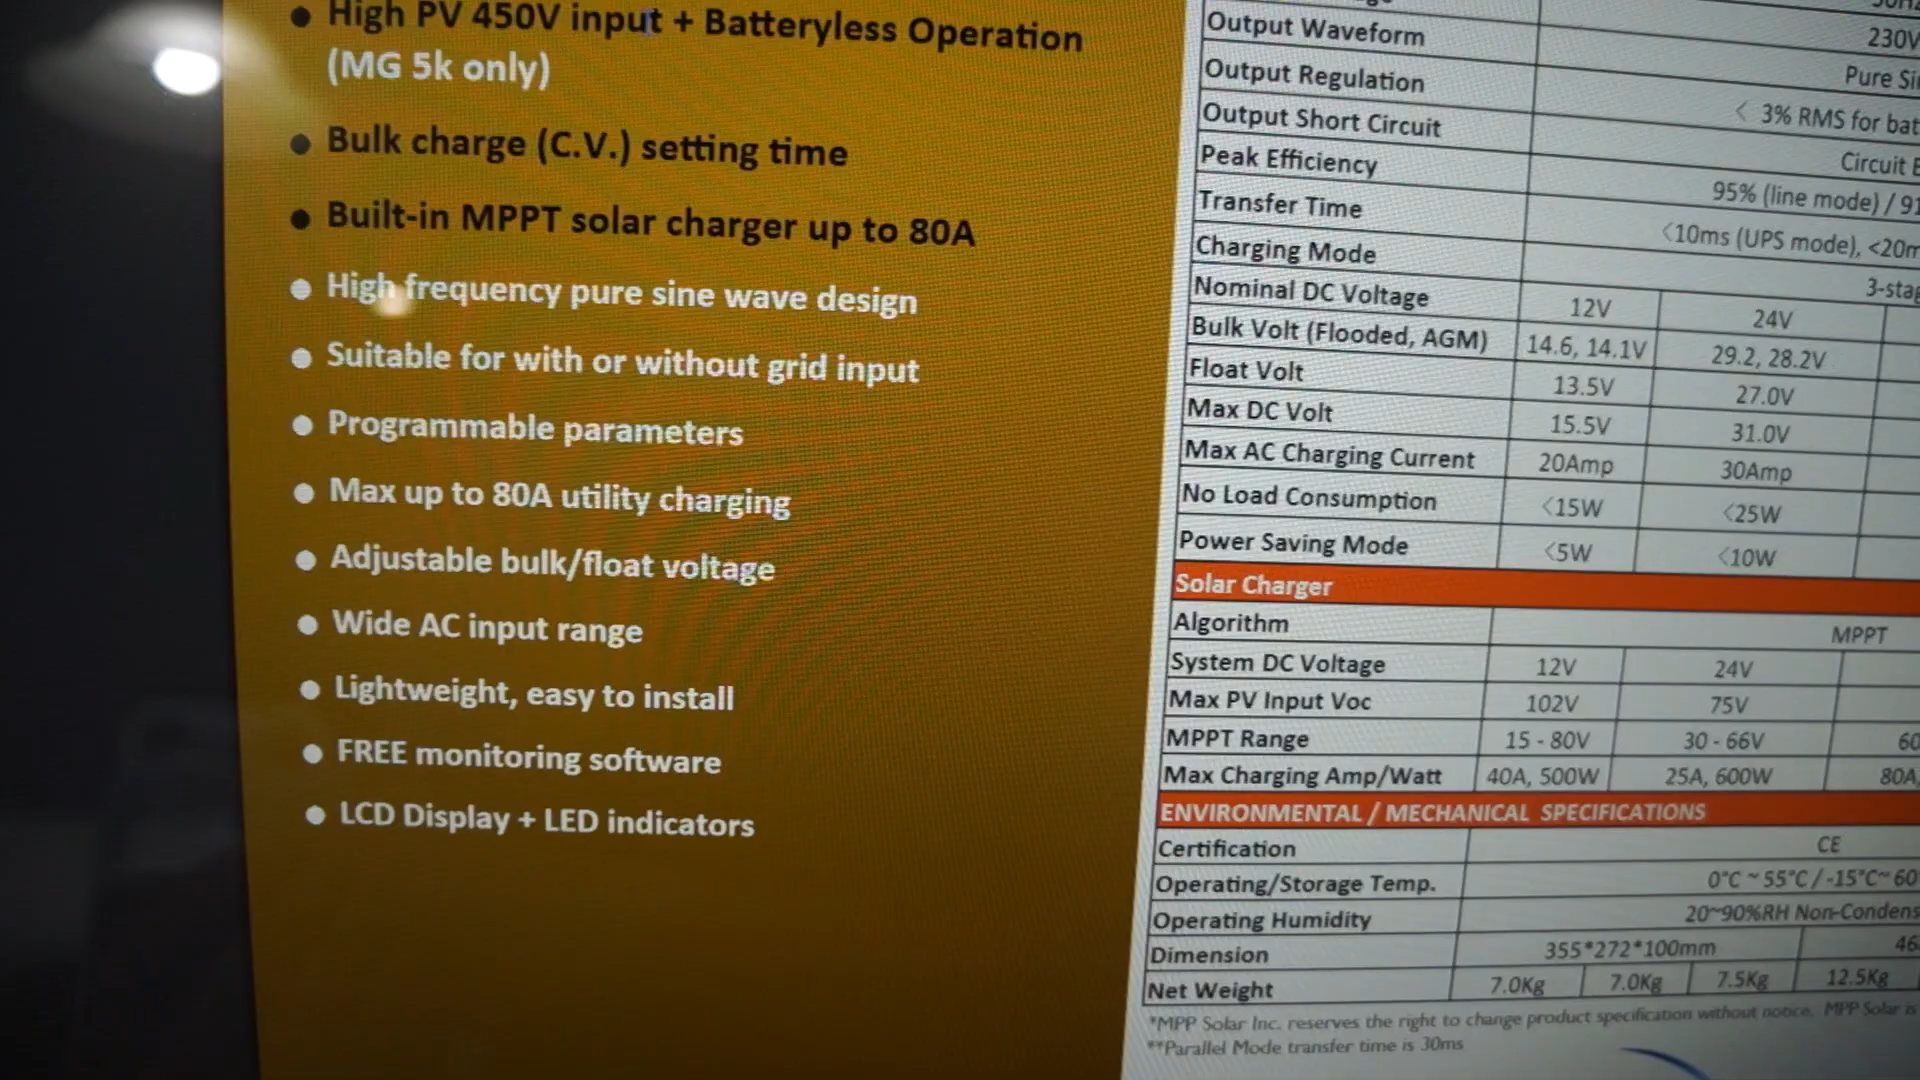 High PV 450V input + Batteryless Operation
(MG 5k only)
Bulk charge (C.V.) setting time
Built-in MPPT solar charger up to 80A
High frequency pure sine wave design
Suitable for with or without grid input
Programmable parameters
Max up to 80A utility charging
Adjustable bulk/float voltage
Wide AC input range
Lightweight, easy to install
FREE monitoring software
LCD Display + LED indicators
Output Waveform 230V
Output Regulation Pure
Output Short Circuit < 3% RMS for
Peak Efficiency Circuit
Transfer Time 95% (line mode) /
Charging Mode <10ms (UPS mode),
Nominal DC Voltage 12V 24V
Bulk Volt (Flooded, AGM) 14.6, 14.1V 29.2, 28.2V
Float Volt 13.5V 27.0V
Max DC Volt 15.5V 31.0V
Max AC Charging Current 20Amp 30Amp
No Load Consumption <15W <25W
Power Saving Mode <5W <10W
Solar Charger
Algorithm MPPT
System DC Voltage 12V 24V
Max PV Input Voc 102V 75V
MPPT Range 15 - 80V 30 - 66V 60
Max Charging Amp/Watt 40A, 500W 25A, 600W 80A
ENVIRONMENTAL / MECHANICAL SPECIFICATIONS
Certification CE
Operating/Storage Temp. 0°C ~ 55°C / -15°C~ 60
Operating Humidity 20~90%RH Non-Condens
Dimension 355*272*100mm 46
Net Weight 7.0Kg 7.0Kg 7.5Kg 12.5Kg
*MPP Solar Inc. reserves the right to change product specification without notice. MPP Solar is
**Parallel Mode transfer time is 30ms